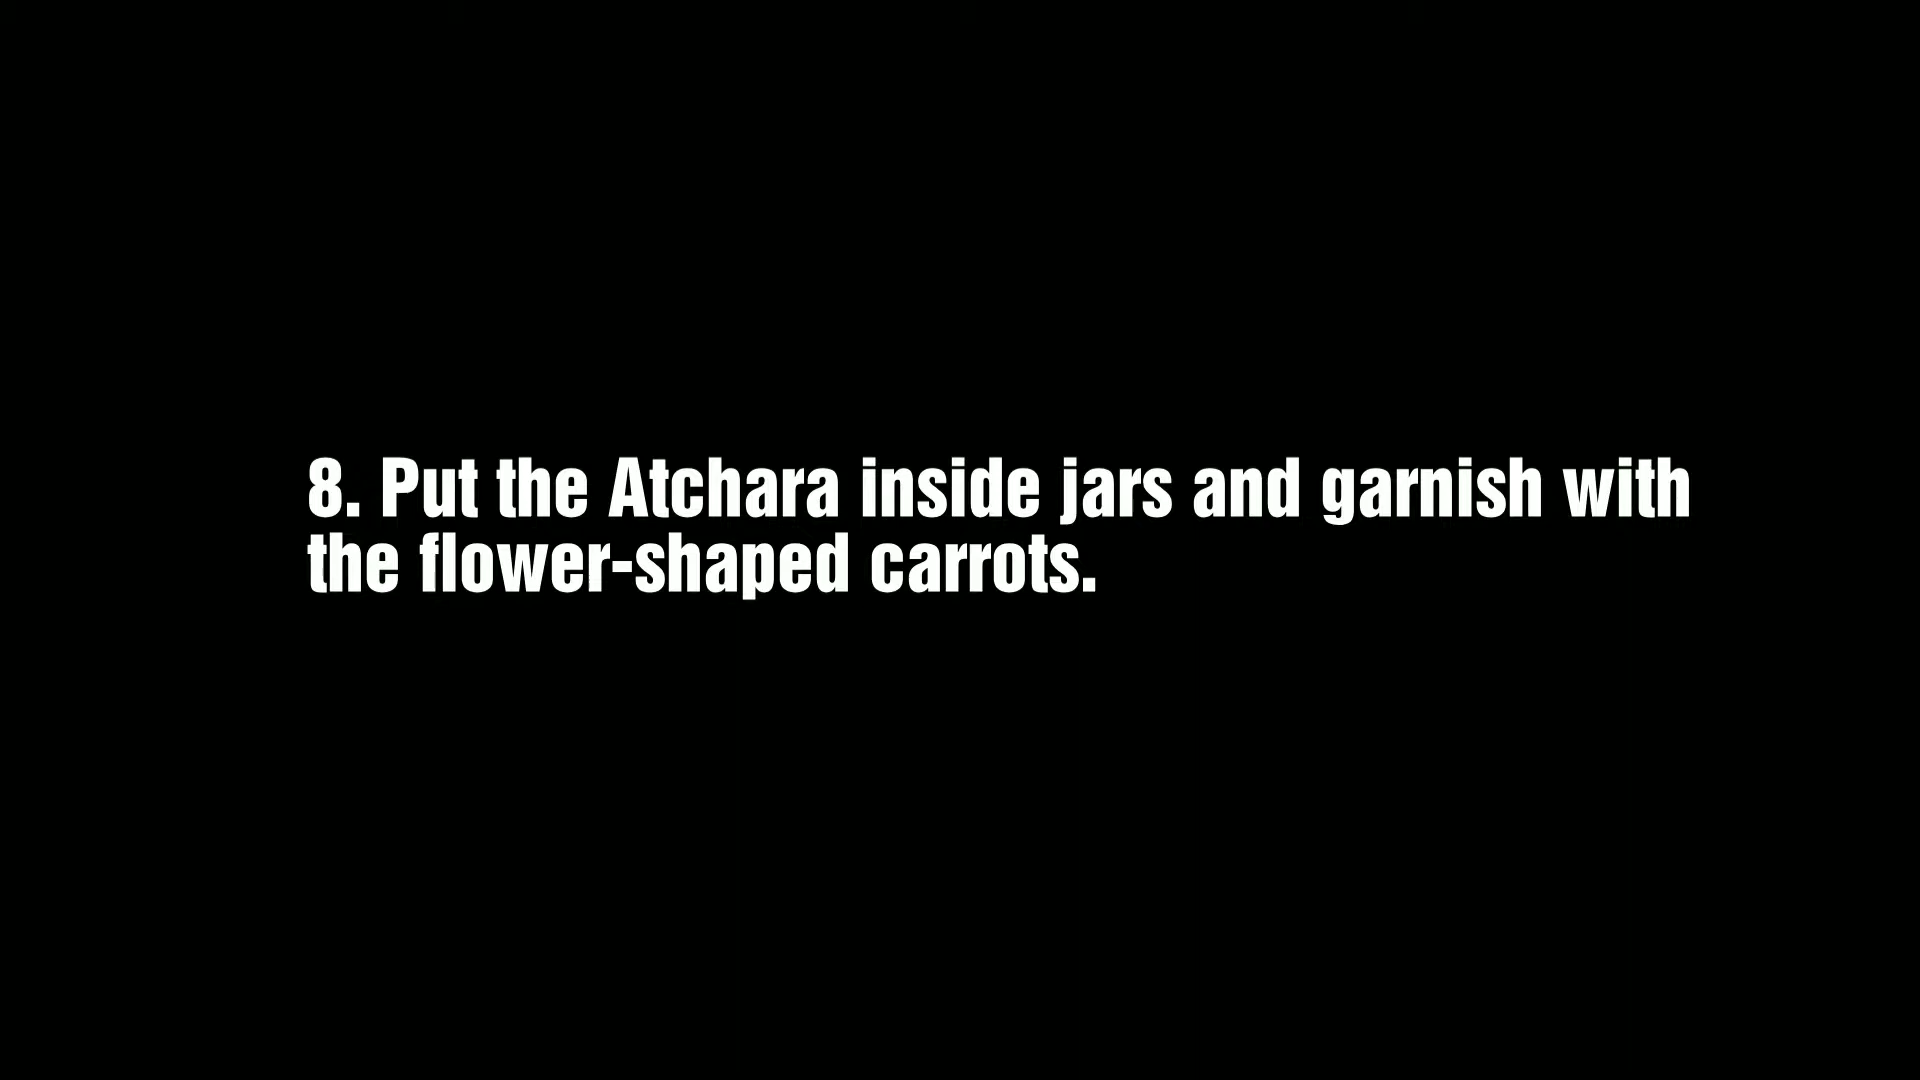 8. Put the Atchara inside jars and garnish with
the flower-shaped carrots.